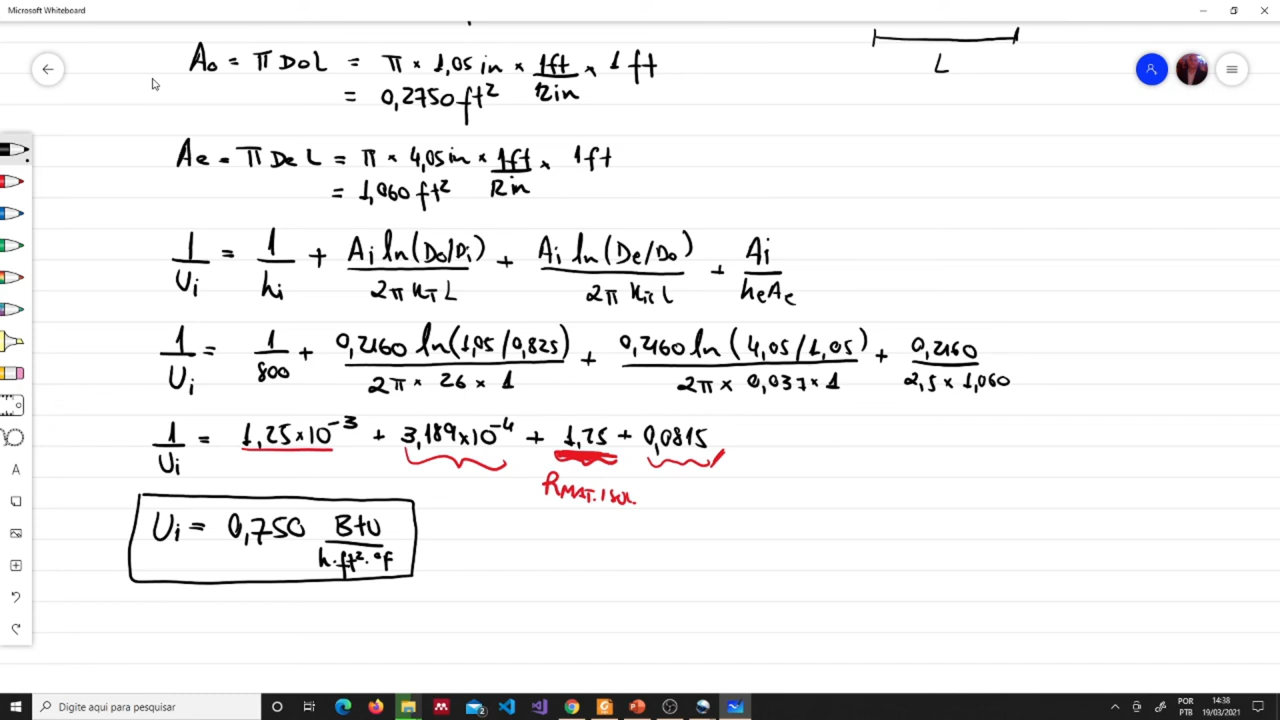 Microsoft Whiteboard
L
Ao = π Do L = π × 1,05 in × 1ft/12in × 1 ft
= 0,2750 ft²
Ae = π De L = π × 4,05 in × 1ft/12in × 1ft
= 1,060 ft²
1/Ui = 1/hi + Ai ln(Do/Di)/2π KT L + Ai ln(De/Do)/2π KIS L + Ai/heAe
1/Ui = 1/800 + 0,2160 ln(1,05/0,825)/2π × 26 × 1 + 0,2160 ln(4,05/1,05)/2π × 0,037 × 1 + 0,2160/2,5 × 1,060
1/Ui = 1,25×10⁻³ + 3,189×10⁻⁴ + 1,25 + 0,0815
RMAT.ISOL.
Ui = 0,750 Btu/h·ft²·°F
A
Digite aqui para pesquisar
2
POR
PTB
14:38
19/03/2021